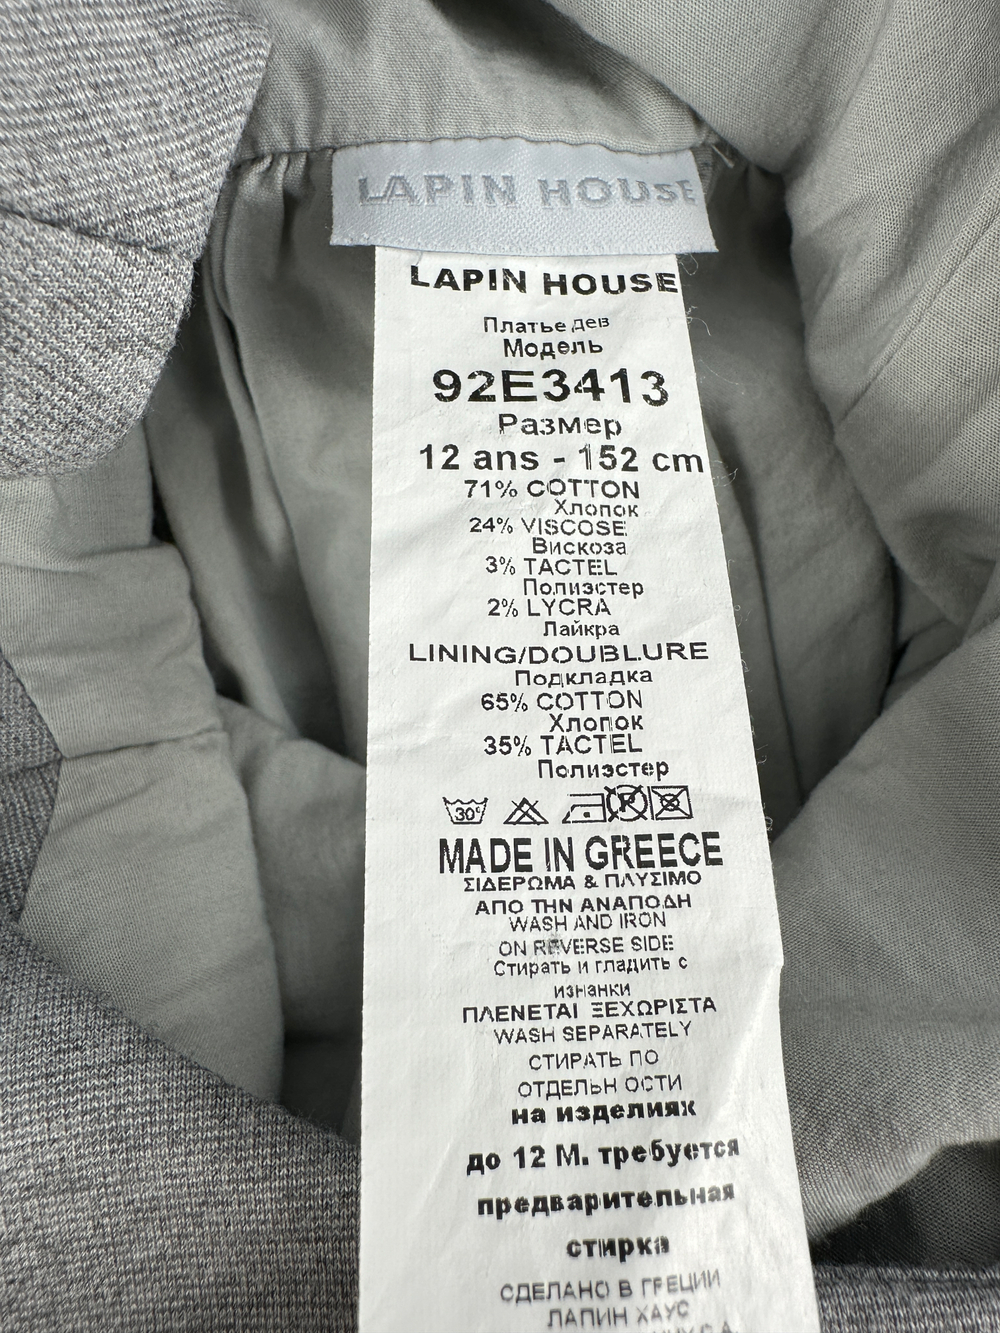 LAPIN HOUSE
LAPIN HOUSE
Платье дев
Модель
92E3413
Размер
12 ans - 152 cm
71% COTTON
Хлопок
24% VISCOSE
Вискоза
3% TACTEL
Полиэстер
2% LYCRA
Лайкра
LINING/DOUBLURE
Подкладка
65% COTTON
Хлопок
35% TACTEL
Полиэстер
30°
P
MADE IN GREECE
ΣΙΔΕΡΩΜΑ & ΠΛΥΣΙΜΟ
ΑΠΟ ΤΗΝ ΑΝΑΠΟΔΗ
WASH AND IRON
ON REVERSE SIDE
Стирать и гладить с
изнанки
ΠΛΕΝΕΤΑΙ ΞΕΧΩΡΙΣΤΑ
WASH SEPARATELY
СТИРАТЬ ПО
ОТДЕЛЬН ОСТИ
на изделиях
до 12 М. требуется
предварительная
стирка
СДЕЛАНО В ГРЕЦИИ
ЛАПИН ХАУС